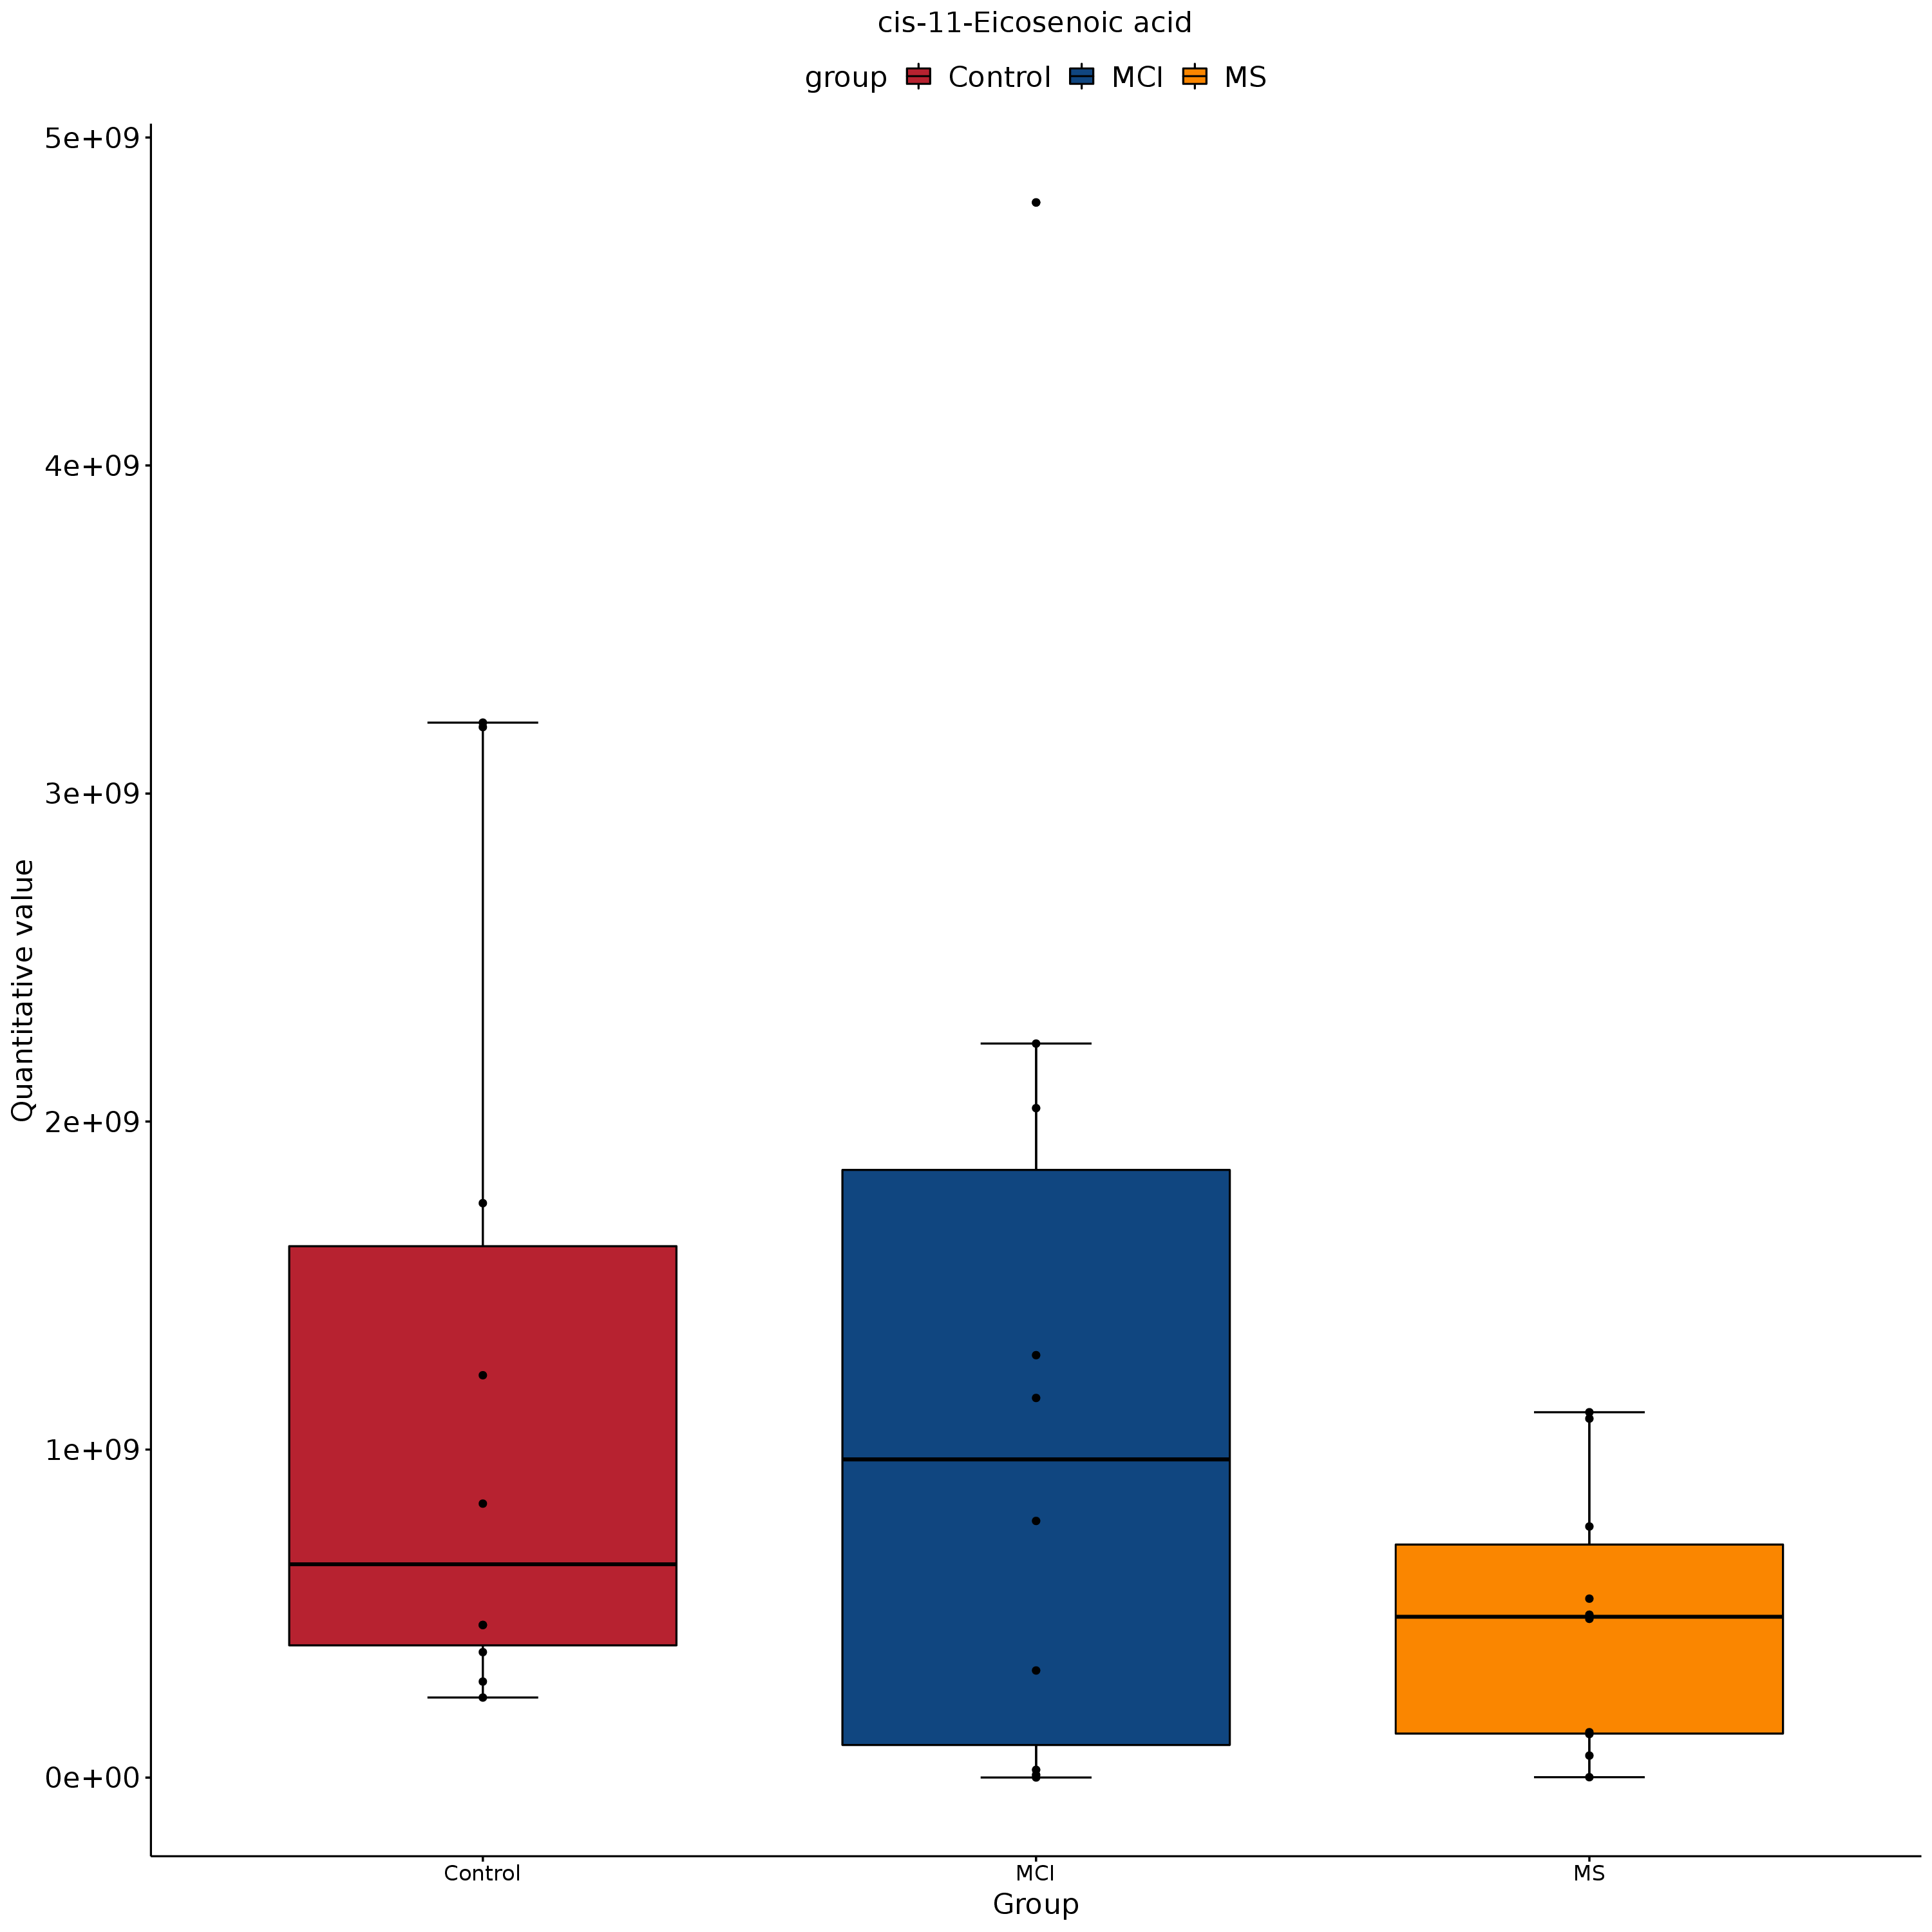 cis-11-Eicosenoic acid
group Control MCI MS
5e+09
4e+09
3e+09
2e+09
1e+09
0e+00
Quantitative value
Control MCI MS
Group